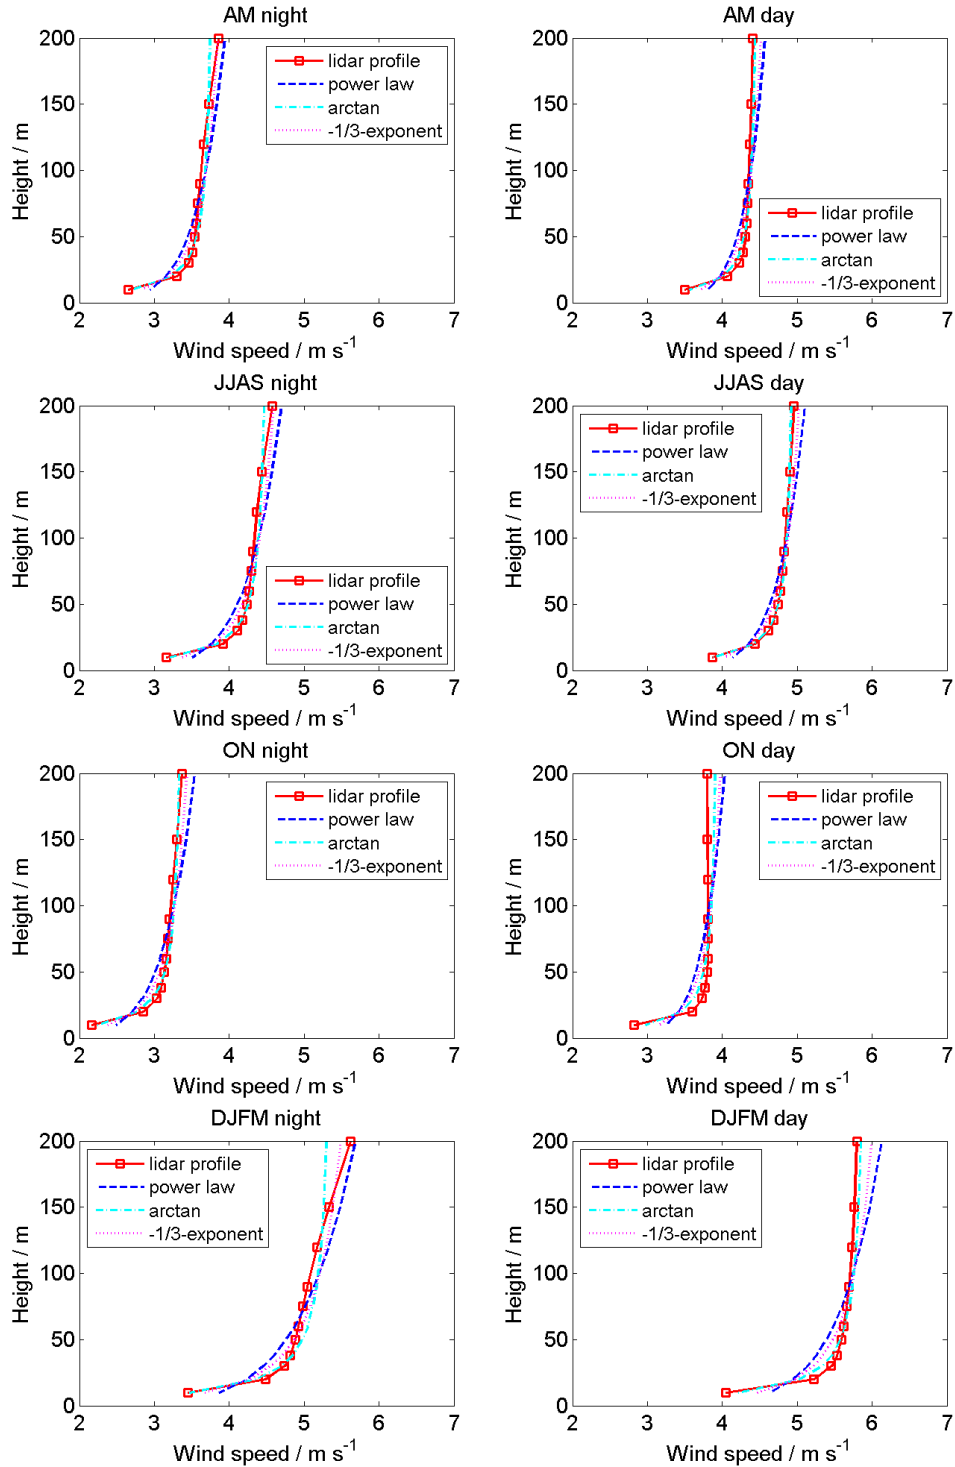 AM night
200
150
100
50
0
2 3 4 5 6 7
Height / m
Wind speed / m s⁻¹
lidar profile
power law
arctan
-1/3-exponent
AM day
200
150
100
50
0
2 3 4 5 6 7
Height / m
Wind speed / m s⁻¹
lidar profile
power law
arctan
-1/3-exponent
JJAS night
200
150
100
50
0
2 3 4 5 6 7
Height / m
Wind speed / m s⁻¹
lidar profile
power law
arctan
-1/3-exponent
JJAS day
200
150
100
50
0
2 3 4 5 6 7
Height / m
Wind speed / m s⁻¹
lidar profile
power law
arctan
-1/3-exponent
ON night
200
150
100
50
0
2 3 4 5 6 7
Height / m
Wind speed / m s⁻¹
lidar profile
power law
arctan
-1/3-exponent
ON day
200
150
100
50
0
2 3 4 5 6 7
Height / m
Wind speed / m s⁻¹
lidar profile
power law
arctan
-1/3-exponent
DJFM night
200
150
100
50
0
2 3 4 5 6 7
Height / m
Wind speed / m s⁻¹
lidar profile
power law
arctan
-1/3-exponent
DJFM day
200
150
100
50
0
2 3 4 5 6 7
Height / m
Wind speed / m s⁻¹
lidar profile
power law
arctan
-1/3-exponent